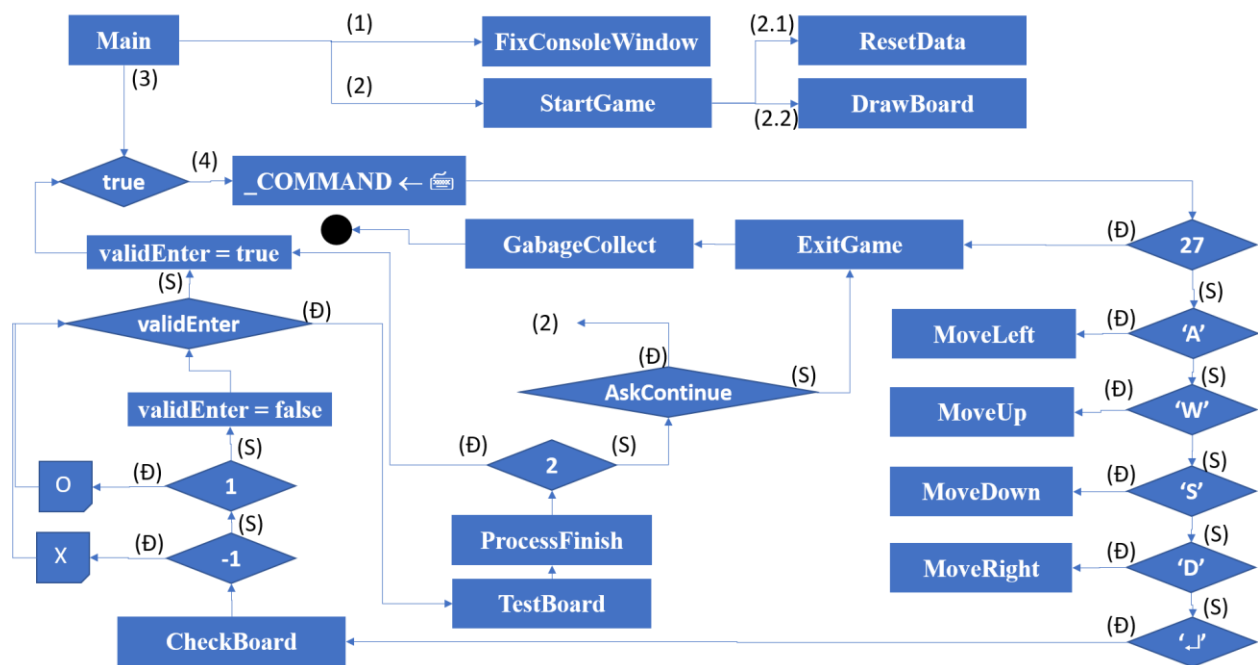 Main
(1)
FixConsoleWindow
(2.1)
ResetData
(3)
(2)
StartGame
(2.2)
DrawBoard
true
(4)
_COMMAND ← ⌨
validEnter = true
GabageCollect
ExitGame
(Đ)
27
(S)
(S)
validEnter
(Đ)
(2)
(Đ)
AskContinue
(S)
MoveLeft
(Đ)
‘A’
(S)
validEnter = false
MoveUp
(Đ)
‘W’
(S)
(S)
O
(Đ)
1
(Đ)
2
(S)
MoveDown
(Đ)
‘S’
(S)
(S)
X
(Đ)
-1
ProcessFinish
MoveRight
(Đ)
‘D’
(S)
TestBoard
CheckBoard
(Đ)
‘↵’